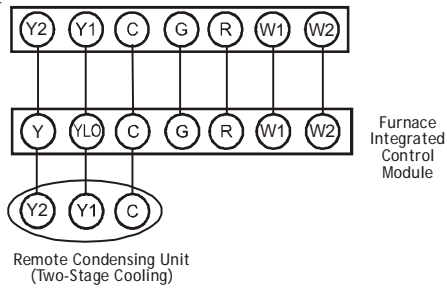 Y2 Y1 C G R W1 W2
Y YLO C G R W1 W2
Furnace
Integrated
Control
Module
Y2 Y1 C
Remote Condensing Unit
(Two-Stage Cooling)